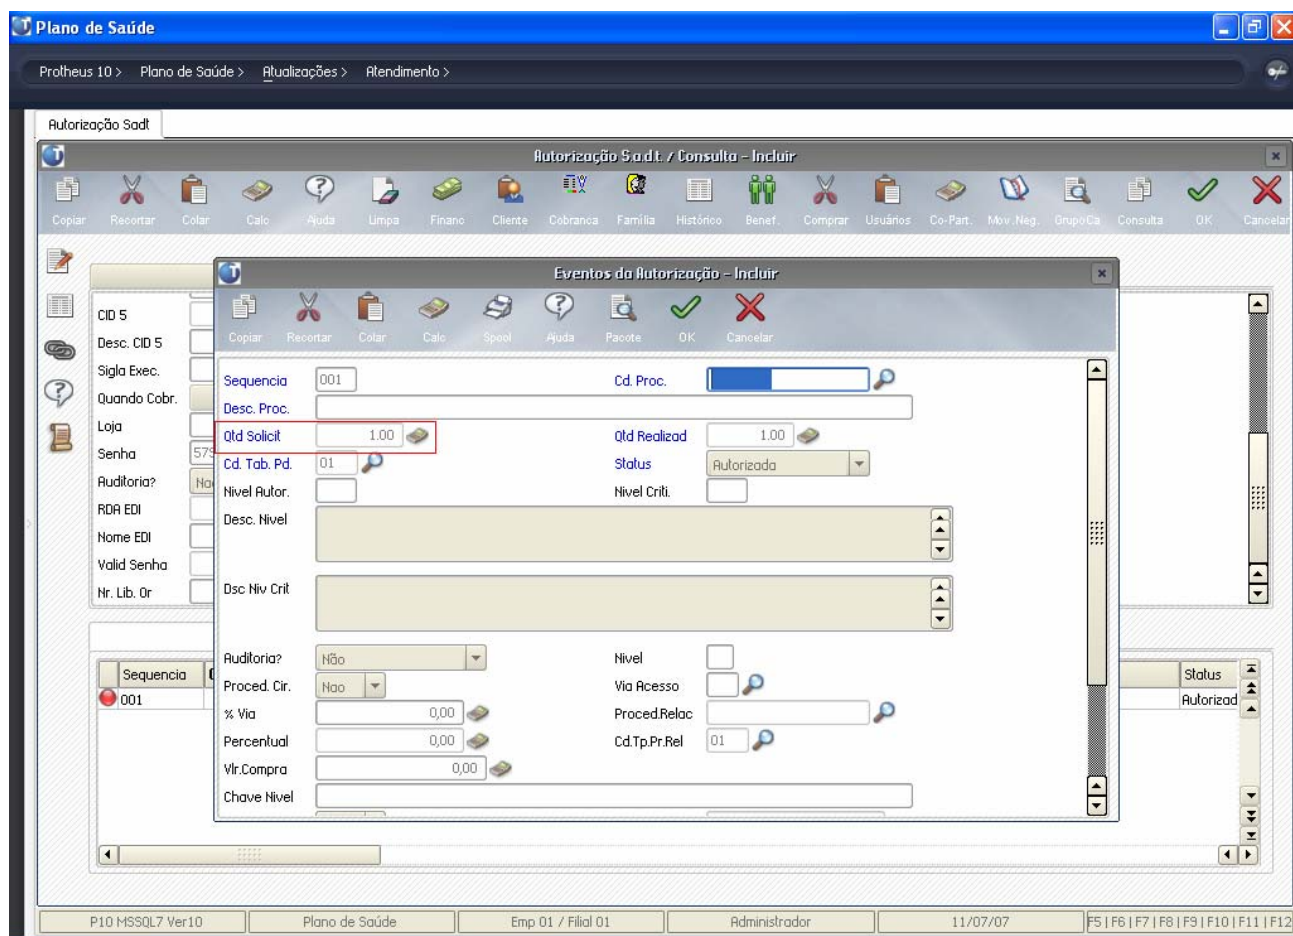 Plano de Saúde
Protheus 10 > Plano de Saúde > Atualizações > Atendimento >
Autorização Sadt
Autorização S.a.d.t. / Consulta - Incluir
Copiar Recortar Colar Calc Ajuda Limpa Financ Cliente Cobranca Família Histórico Benef. Comprar Usuários Co-Part. Mov.Neg. GrupoCa Consulta OK Cancelar
Eventos da Autorização - Incluir
Copiar Recortar Colar Calc Spool Ajuda Pacote OK Cancelar
CID 5
Desc. CID 5
Sigla Exec.
Quando Cobr.
Loja
Senha 579
Auditoria? Na
RDA EDI
Nome EDI
Valid Senha
Nr. Lib. Or
Sequencia 001 Cd. Proc.
Desc. Proc.
Qtd Solicit 1.00 Qtd Realizad 1.00
Cd. Tab. Pd. 01 Status Autorizada
Nivel Autor. Nivel Criti.
Desc. Nivel
Dsc Niv Crit
Auditoria? Não Nivel
Proced. Cir. Nao Via Acesso
% Via 0,00 Proced.Relac
Percentual 0,00 Cd.Tp.Pr.Rel 01
Vlr.Compra 0,00
Chave Nivel
Sequencia Status
001 Autorizad
P10 MSSQL7 Ver10 Plano de Saúde Emp 01 / Filial 01 Administrador 11/07/07 F5 | F6 | F7 | F8 | F9 | F10 | F11 | F12